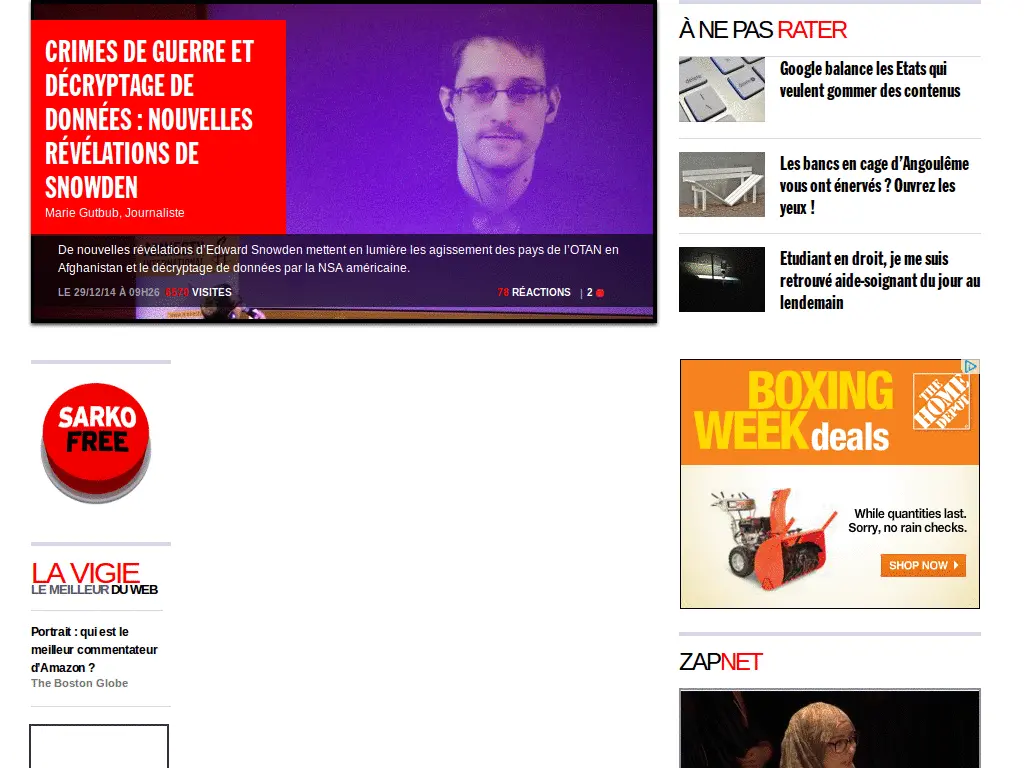 CRIMES DE GUERRE ET
DÉCRYPTAGE DE
DONNÉES : NOUVELLES
RÉVÉLATIONS DE
SNOWDEN
Marie Gutbub, Journaliste
De nouvelles révélations d'Edward Snowden mettent en lumière les agissement des pays de l'OTAN en
Afghanistan et le décryptage de données par la NSA américaine.
LE 29/12/14 À 09H26 6570 VISITES
78 RÉACTIONS | 2
À NE PAS RATER
Google balance les Etats qui
veulent gommer des contenus
Les bancs en cage d'Angoulême
vous ont énervés ? Ouvrez les
yeux !
Etudiant en droit, je me suis
retrouvé aide-soignant du jour au
lendemain
SARKO
FREE
LA VIGIE
LE MEILLEUR DU WEB
Portrait : qui est le
meilleur commentateur
d'Amazon ?
The Boston Globe
BOXING
WEEK deals
THE
HOME
DEPOT
While quantities last.
Sorry, no rain checks.
SHOP NOW
ZAPNET